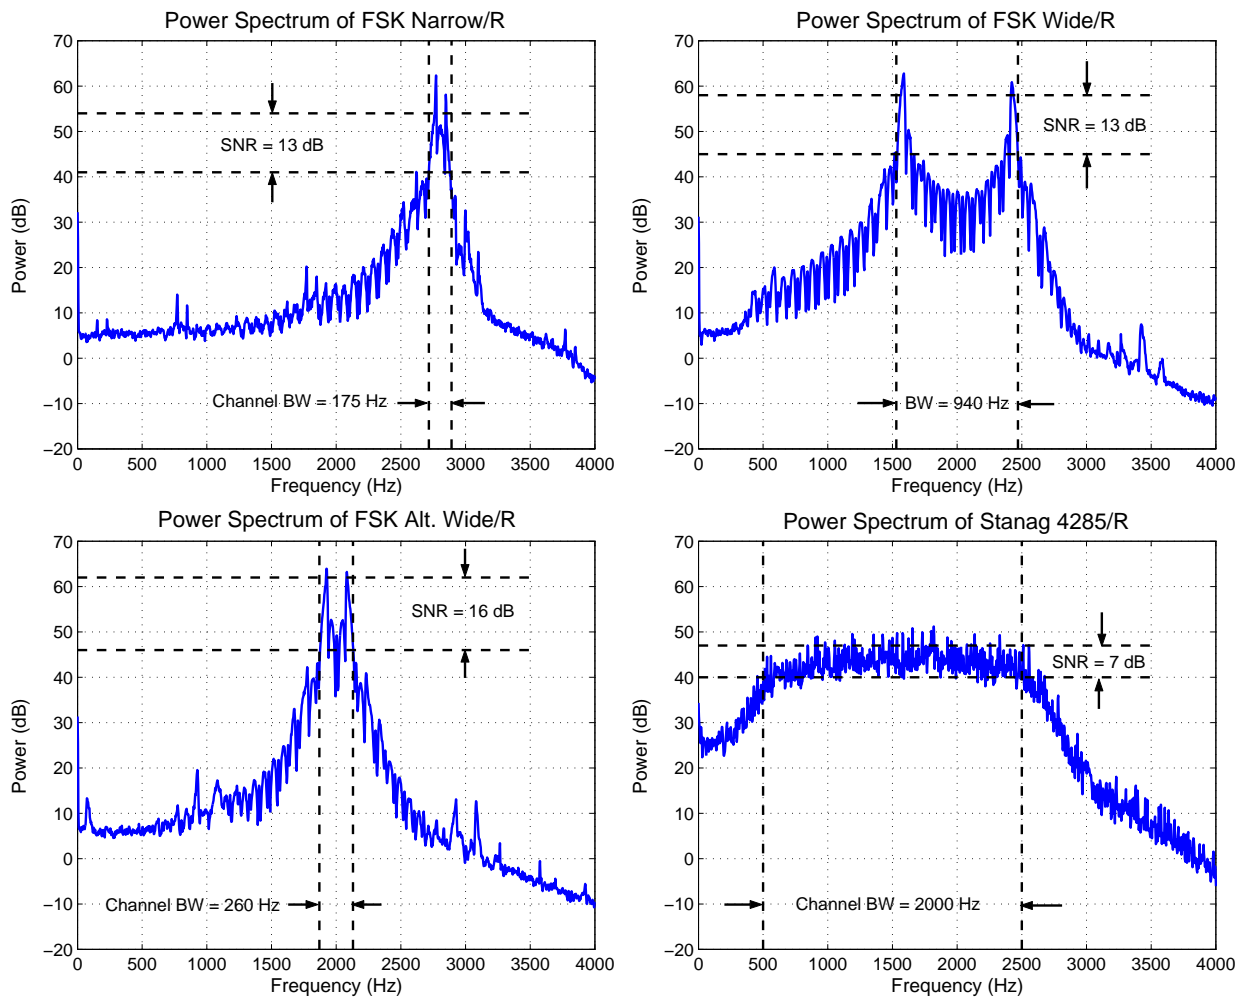 Power Spectrum of FSK Narrow/R
70
60
50
40
30
20
10
0
−10
−20
Power (dB)
SNR = 13 dB
Channel BW = 175 Hz
0 500 1000 1500 2000 2500 3000 3500 4000
Frequency (Hz)
Power Spectrum of FSK Wide/R
70
60
50
40
30
20
10
0
−10
−20
Power (dB)
SNR = 13 dB
BW = 940 Hz
0 500 1000 1500 2000 2500 3000 3500 4000
Frequency (Hz)
Power Spectrum of FSK Alt. Wide/R
70
60
50
40
30
20
10
0
−10
−20
Power (dB)
SNR = 16 dB
Channel BW = 260 Hz
0 500 1000 1500 2000 2500 3000 3500 4000
Frequency (Hz)
Power Spectrum of Stanag 4285/R
70
60
50
40
30
20
10
0
−10
−20
Power (dB)
SNR = 7 dB
Channel BW = 2000 Hz
0 500 1000 1500 2000 2500 3000 3500 4000
Frequency (Hz)